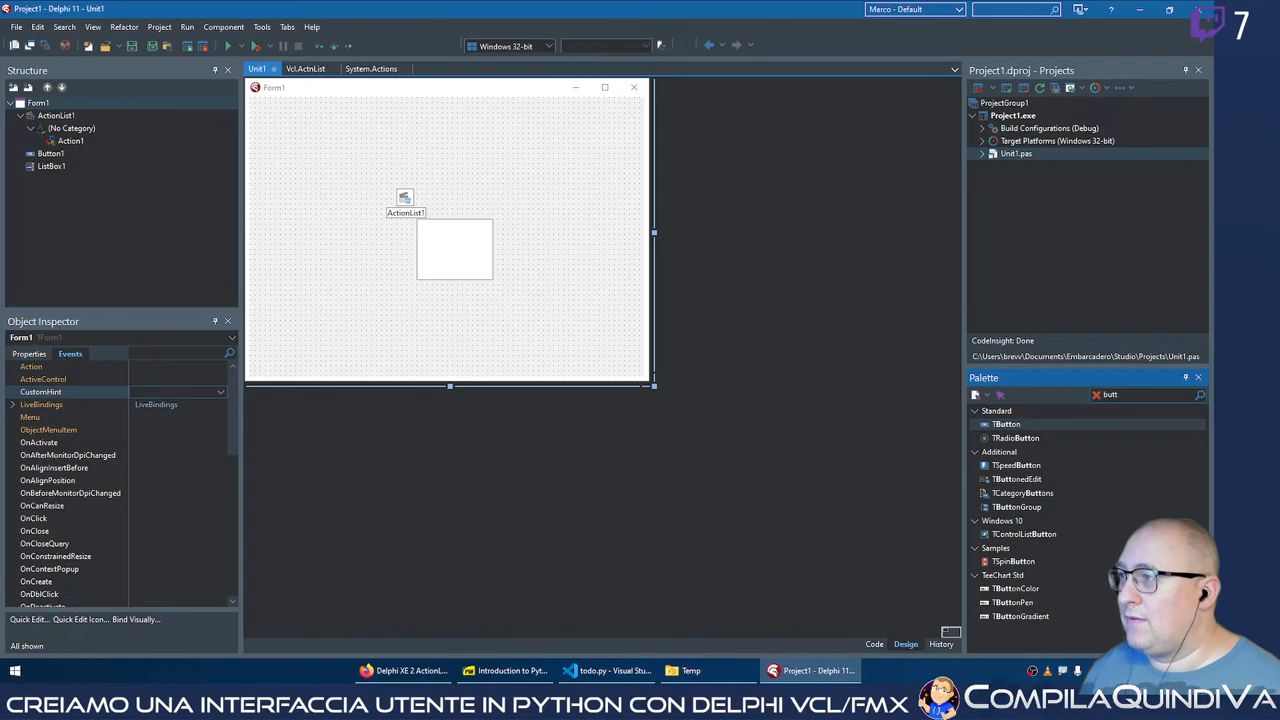 Project1 - Delphi 11 - Unit1
Marco - Default
7
File Edit Search View Refactor Project Run Component Tools Tabs Help
Windows 32-bit
Structure
Form1
ActionList1
(No Category)
Action1
Button1
ListBox1
Unit1 Vcl.ActnList System.Actions
Form1
ActionList1
Project1.dproj - Projects
ProjectGroup1
Project1.exe
Build Configurations (Debug)
Target Platforms (Windows 32-bit)
Unit1.pas
CodeInsight: Done
C:\Users\brevv\Documents\Embarcadero\Studio\Projects\Unit1.pas
Object Inspector
Form1 TForm1
Properties Events
Action
ActiveControl
CustomHint
LiveBindings LiveBindings
Menu
ObjectMenuItem
OnActivate
OnAfterMonitorDpiChanged
OnAlignInsertBefore
OnAlignPosition
OnBeforeMonitorDpiChanged
OnCanResize
OnClick
OnClose
OnCloseQuery
OnConstrainedResize
OnContextPopup
OnCreate
OnDblClick
OnDeactivate
Quick Edit... Quick Edit Icon... Bind Visually...
All shown
Palette
butt
Standard
TButton
TRadioButton
Additional
TSpeedButton
TButtonedEdit
TCategoryButtons
TButtonGroup
Windows 10
TControlListButton
Samples
TSpinButton
TeeChart Std
TButtonColor
TButtonPen
TButtonGradient
Code Design History
Delphi XE 2 ActionL...
Introduction to Pyt...
todo.py - Visual Stu...
Temp
Project1 - Delphi 11...
CREIAMO UNA INTERFACCIA UTENTE IN PYTHON CON DELPHI VCL/FMX
COMPILAQUINDIVA